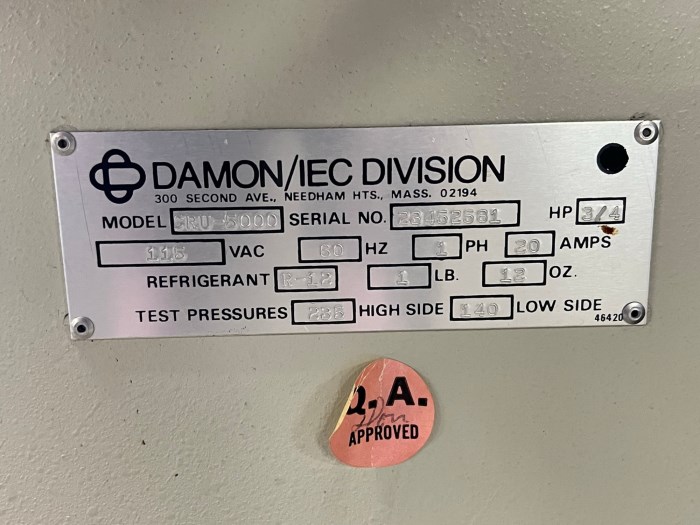 DAMON/IEC DIVISION
300 SECOND AVE., NEEDHAM HTS., MASS. 02194
MODEL PRU-5000 SERIAL NO. 23462681 HP 3/4
115 VAC 60 HZ 1 PH 20 AMPS
REFRIGERANT R-12 1 LB. 12 OZ.
TEST PRESSURES 235 HIGH SIDE 140 LOW SIDE
46420
Q.A.
APPROVED